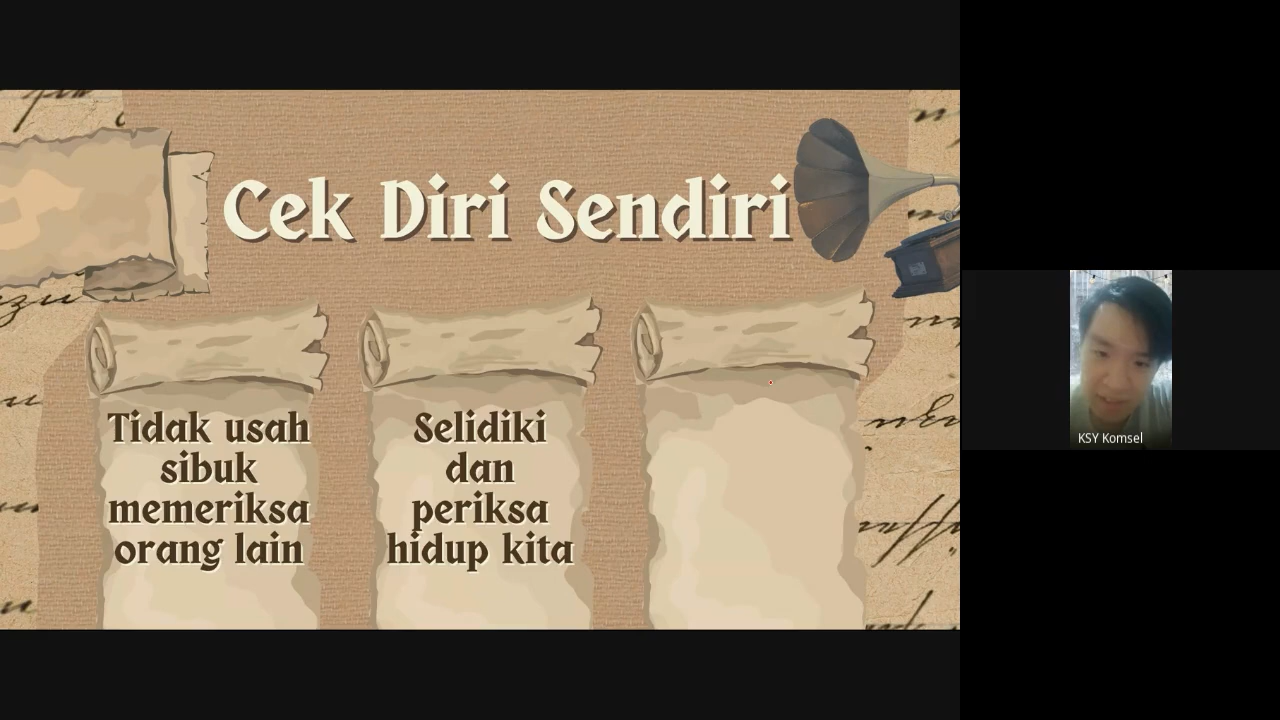 Cek Diri Sendiri
Tidak usah
sibuk
memeriksa
orang lain
Selidiki
dan
periksa
hidup kita
KSY Komsel